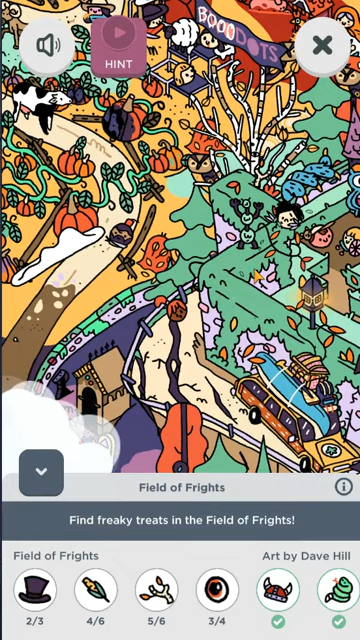 BOOODOTS
HINT
Field of Frights
Find freaky treats in the Field of Frights!
Field of Frights Art by Dave Hill
2/3 4/6 5/6 3/4